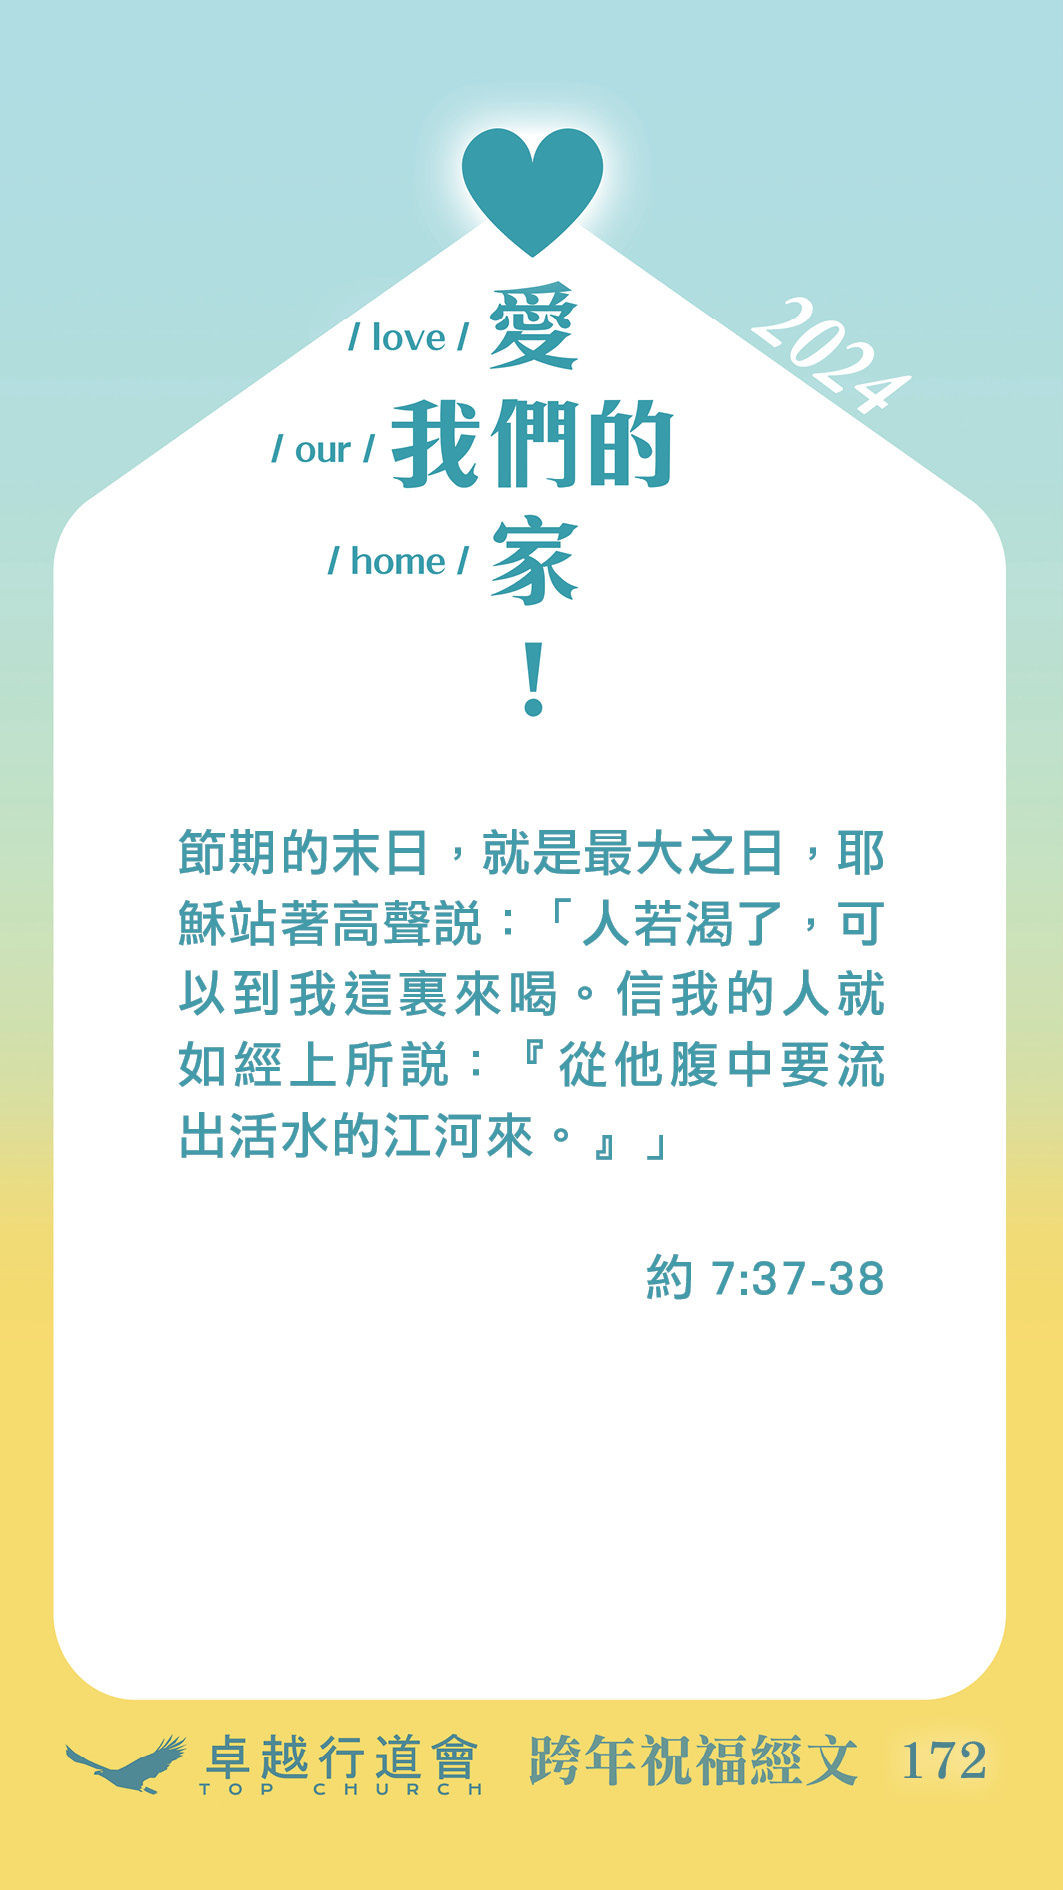 2024
/ love / 愛
/ our / 我們的
/ home / 家
！
節期的末日，就是最大之日，耶
穌站著高聲説：「人若渴了，可
以到我這裏來喝。信我的人就
如經上所説：『從他腹中要流
出活水的江河來。』」
約 7:37-38
卓越行道會
TOP CHURCH
跨年祝福經文 172